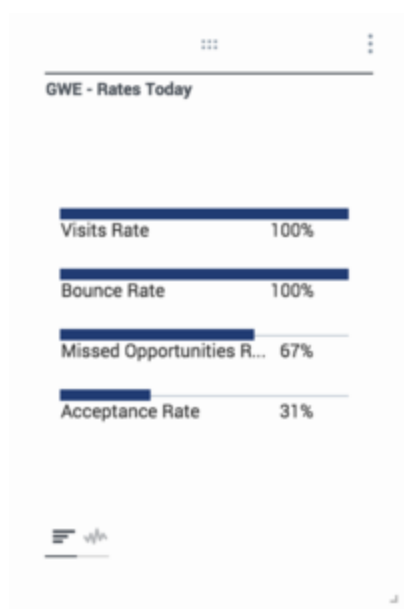 GWE - Rates Today
Visits Rate 100%
Bounce Rate 100%
Missed Opportunities R... 67%
Acceptance Rate 31%